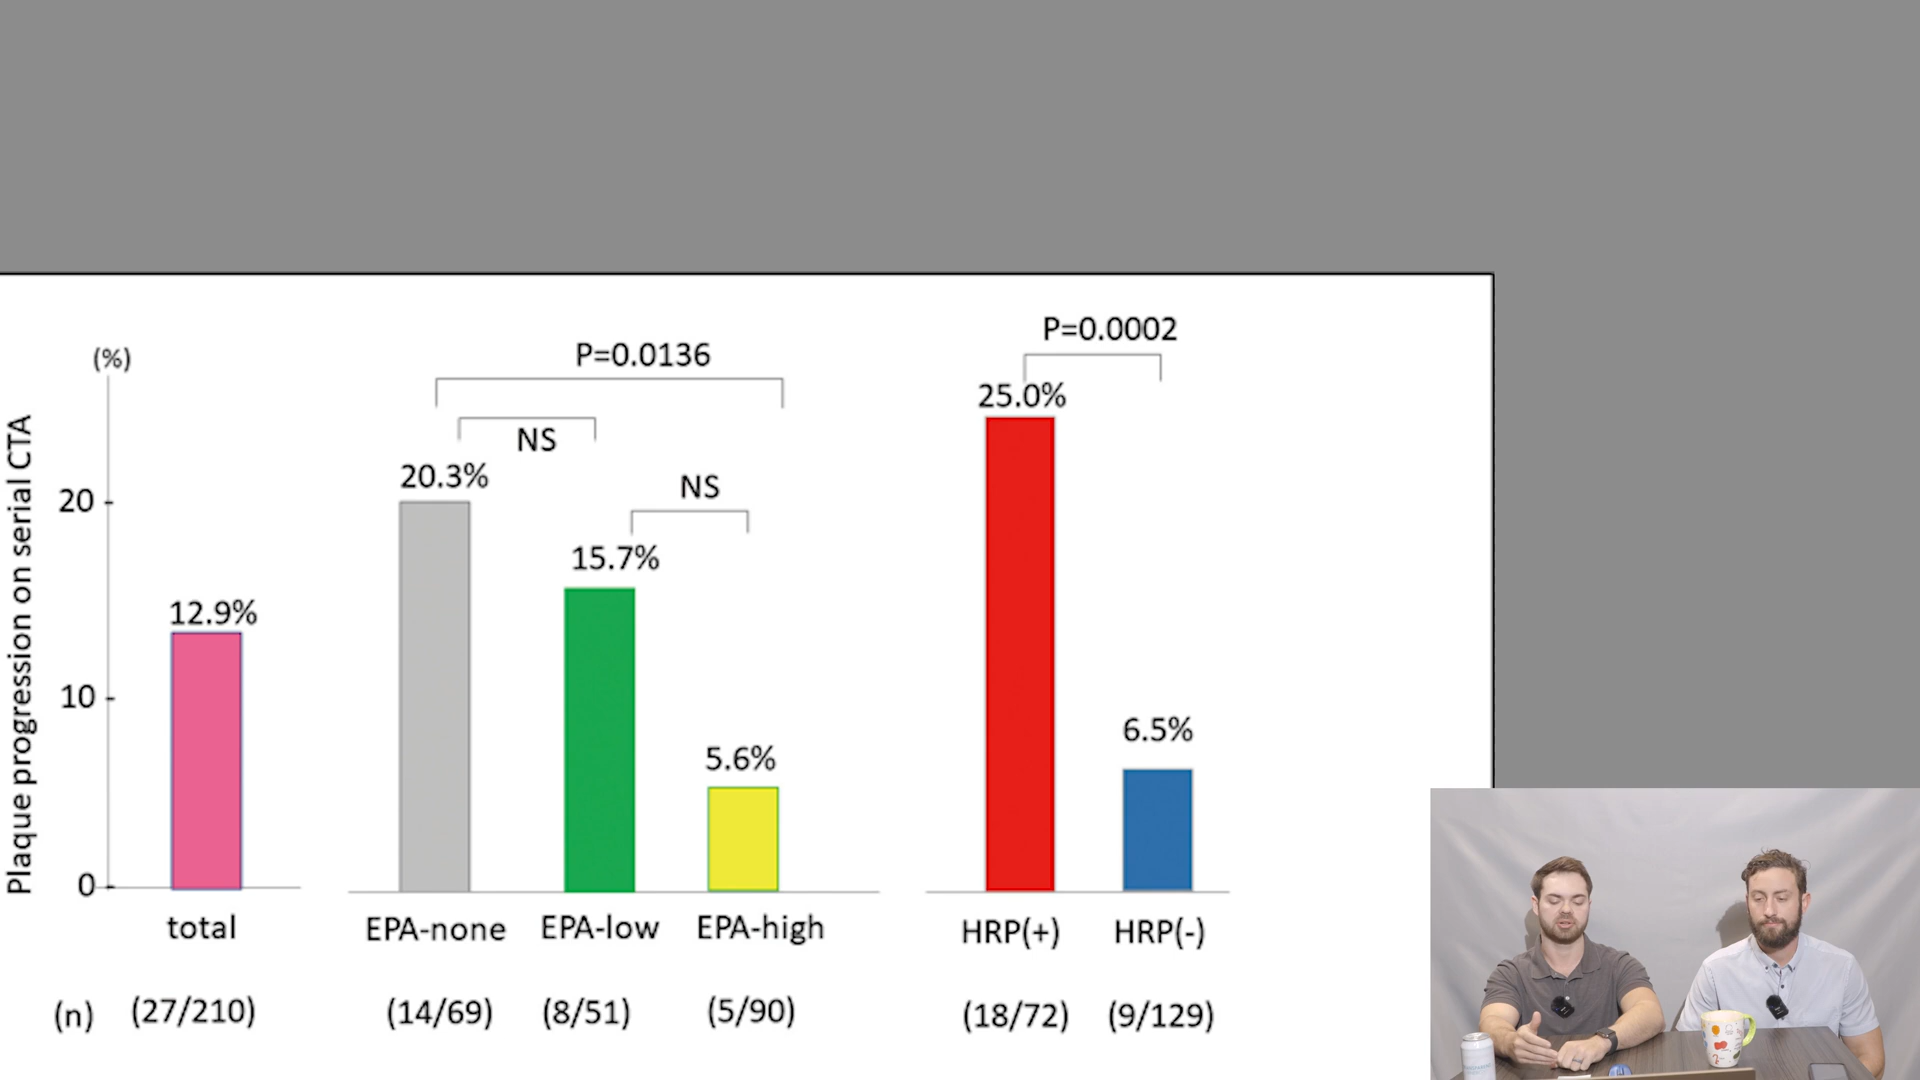 P=0.0002
(%)
P=0.0136
25.0%
NS
20.3%
NS
20
15.7%
12.9%
10
6.5%
5.6%
0
Plaque progression on serial CTA
total
EPA-none
EPA-low
EPA-high
HRP(+)
HRP(-)
(n)
(27/210)
(14/69)
(8/51)
(5/90)
(18/72)
(9/129)